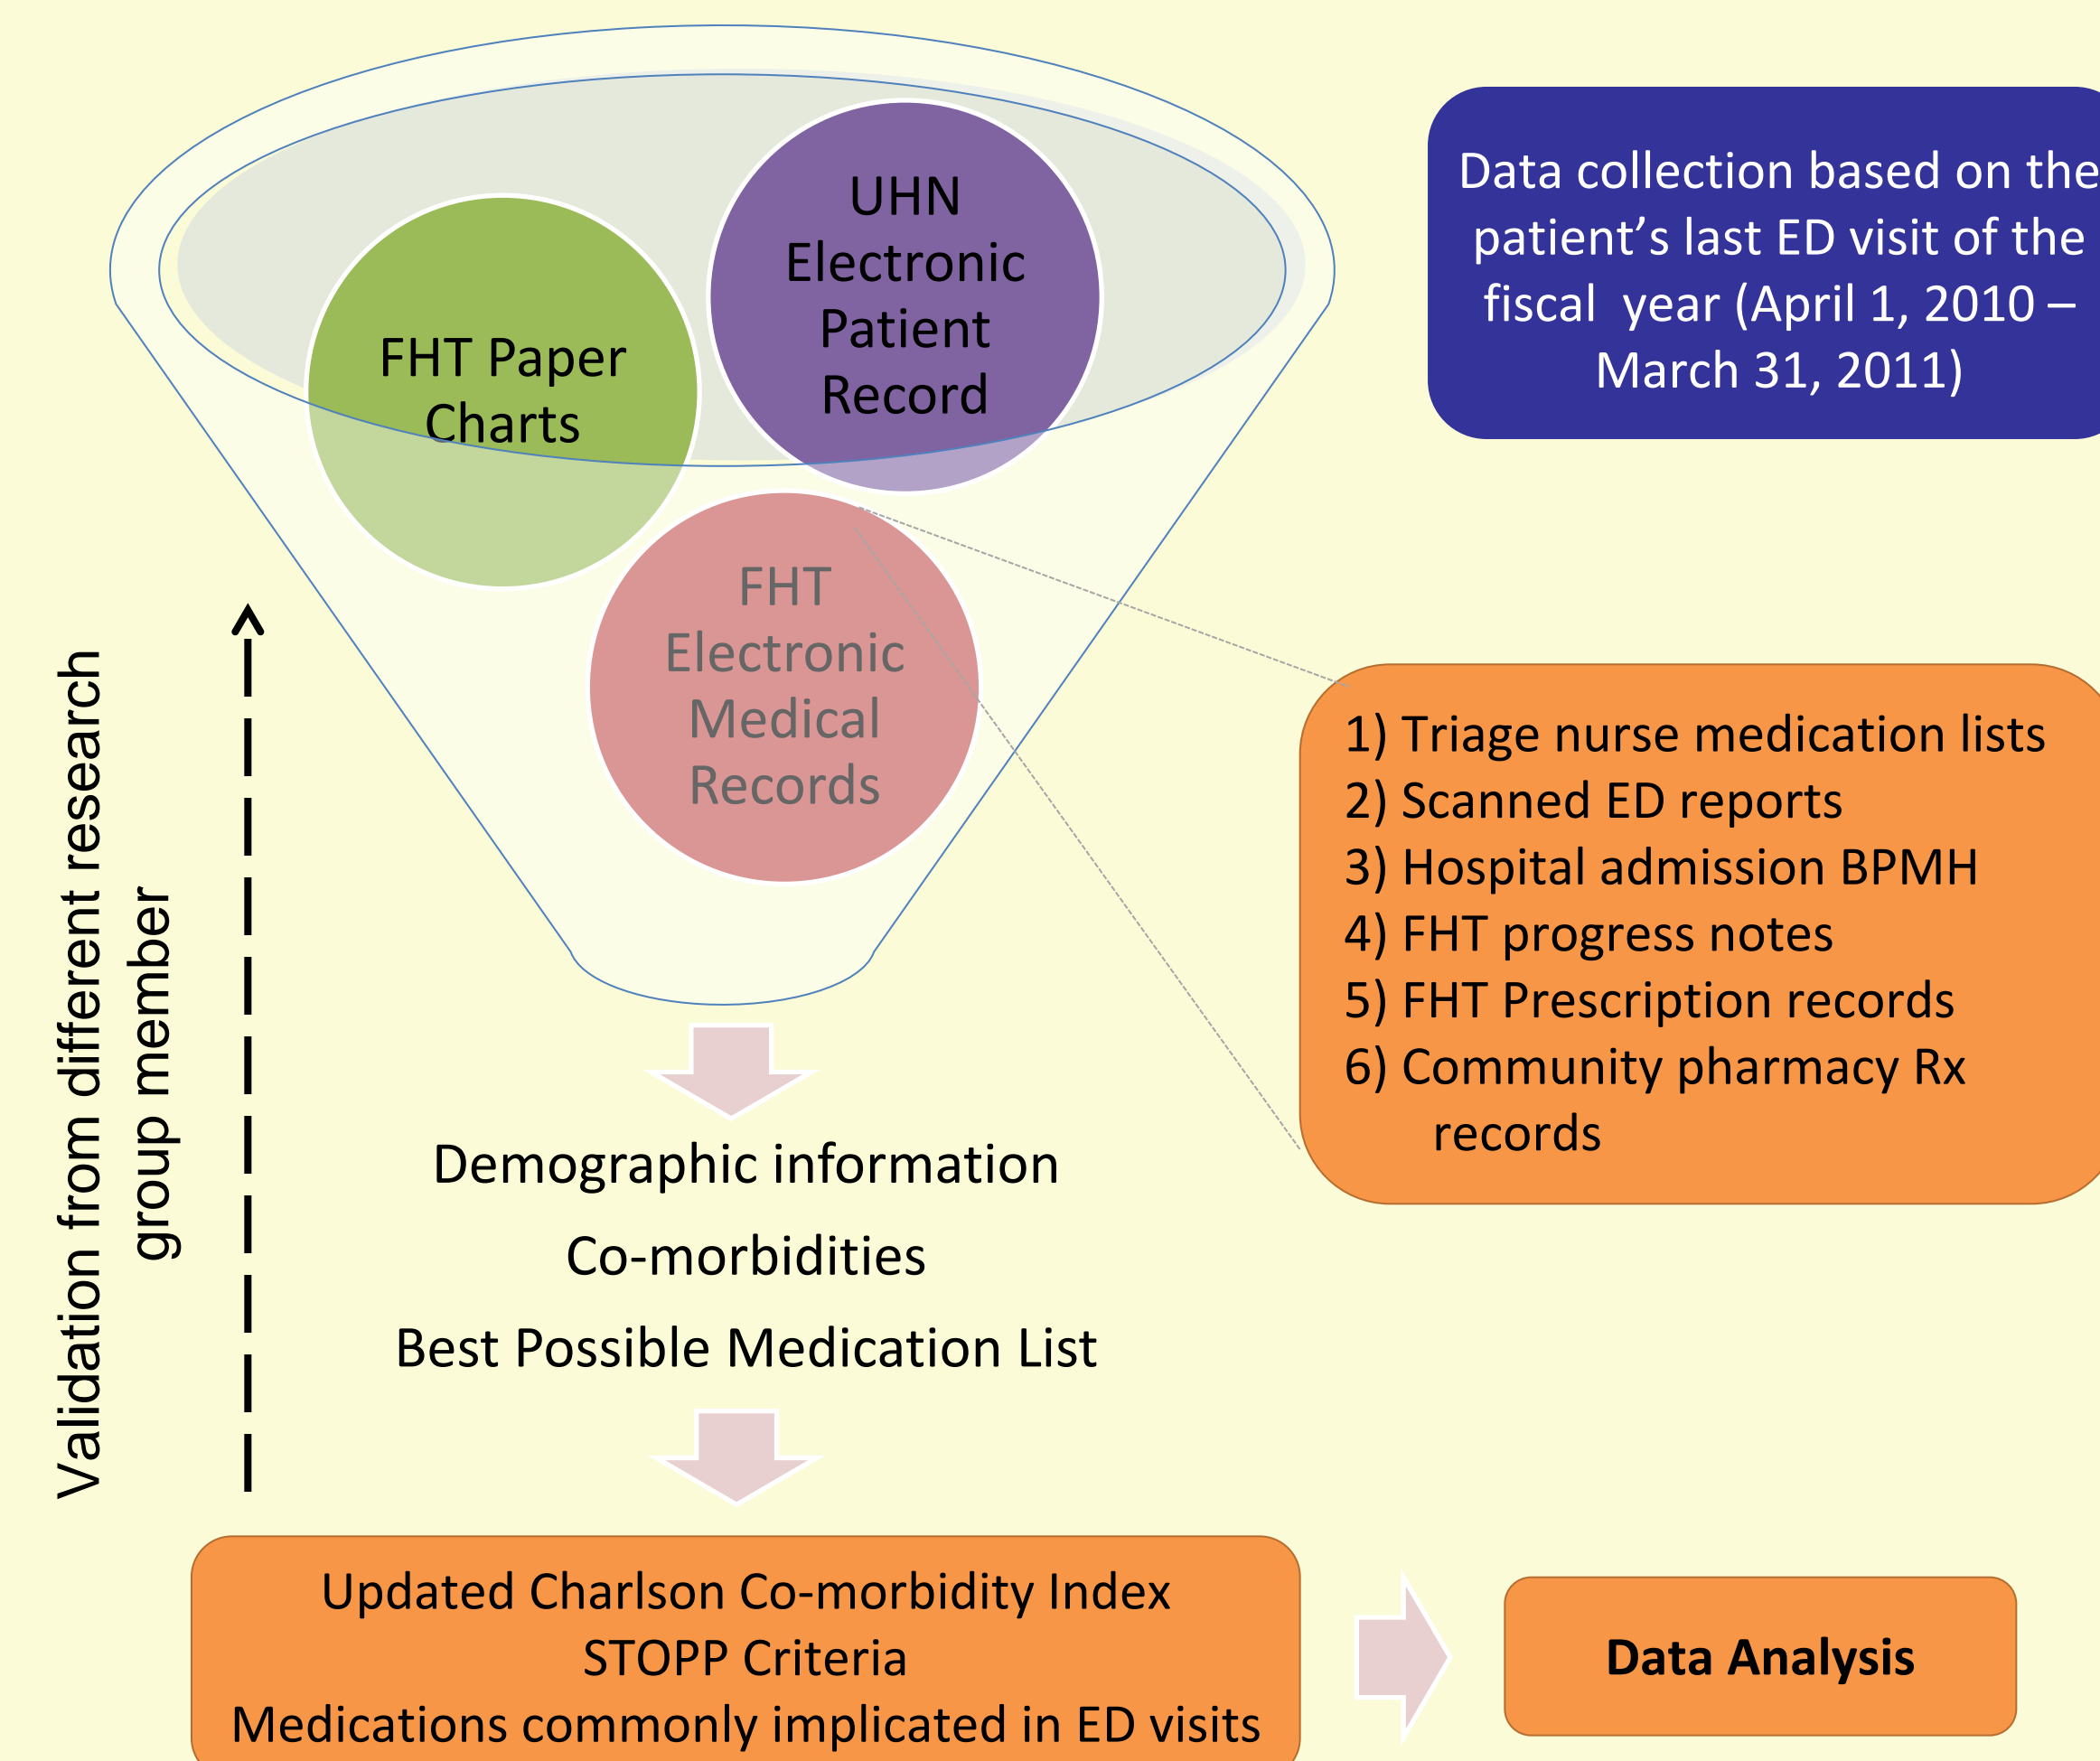 UHN
Electronic
Patient
Record
FHT Paper
Charts
FHT
Electronic
Medical
Records
Data collection based on the
patient’s last ED visit of the
fiscal  year (April 1, 2010 –
March 31, 2011)
1) Triage nurse medication lists
2) Scanned ED reports
3) Hospital admission BPMH
4) FHT progress notes
5) FHT Prescription records
6) Community pharmacy Rx
records
Validation from different research
group member
Demographic information
Co-morbidities
Best Possible Medication List
Updated Charlson Co-morbidity Index
STOPP Criteria
Medications commonly implicated in ED visits
Data Analysis